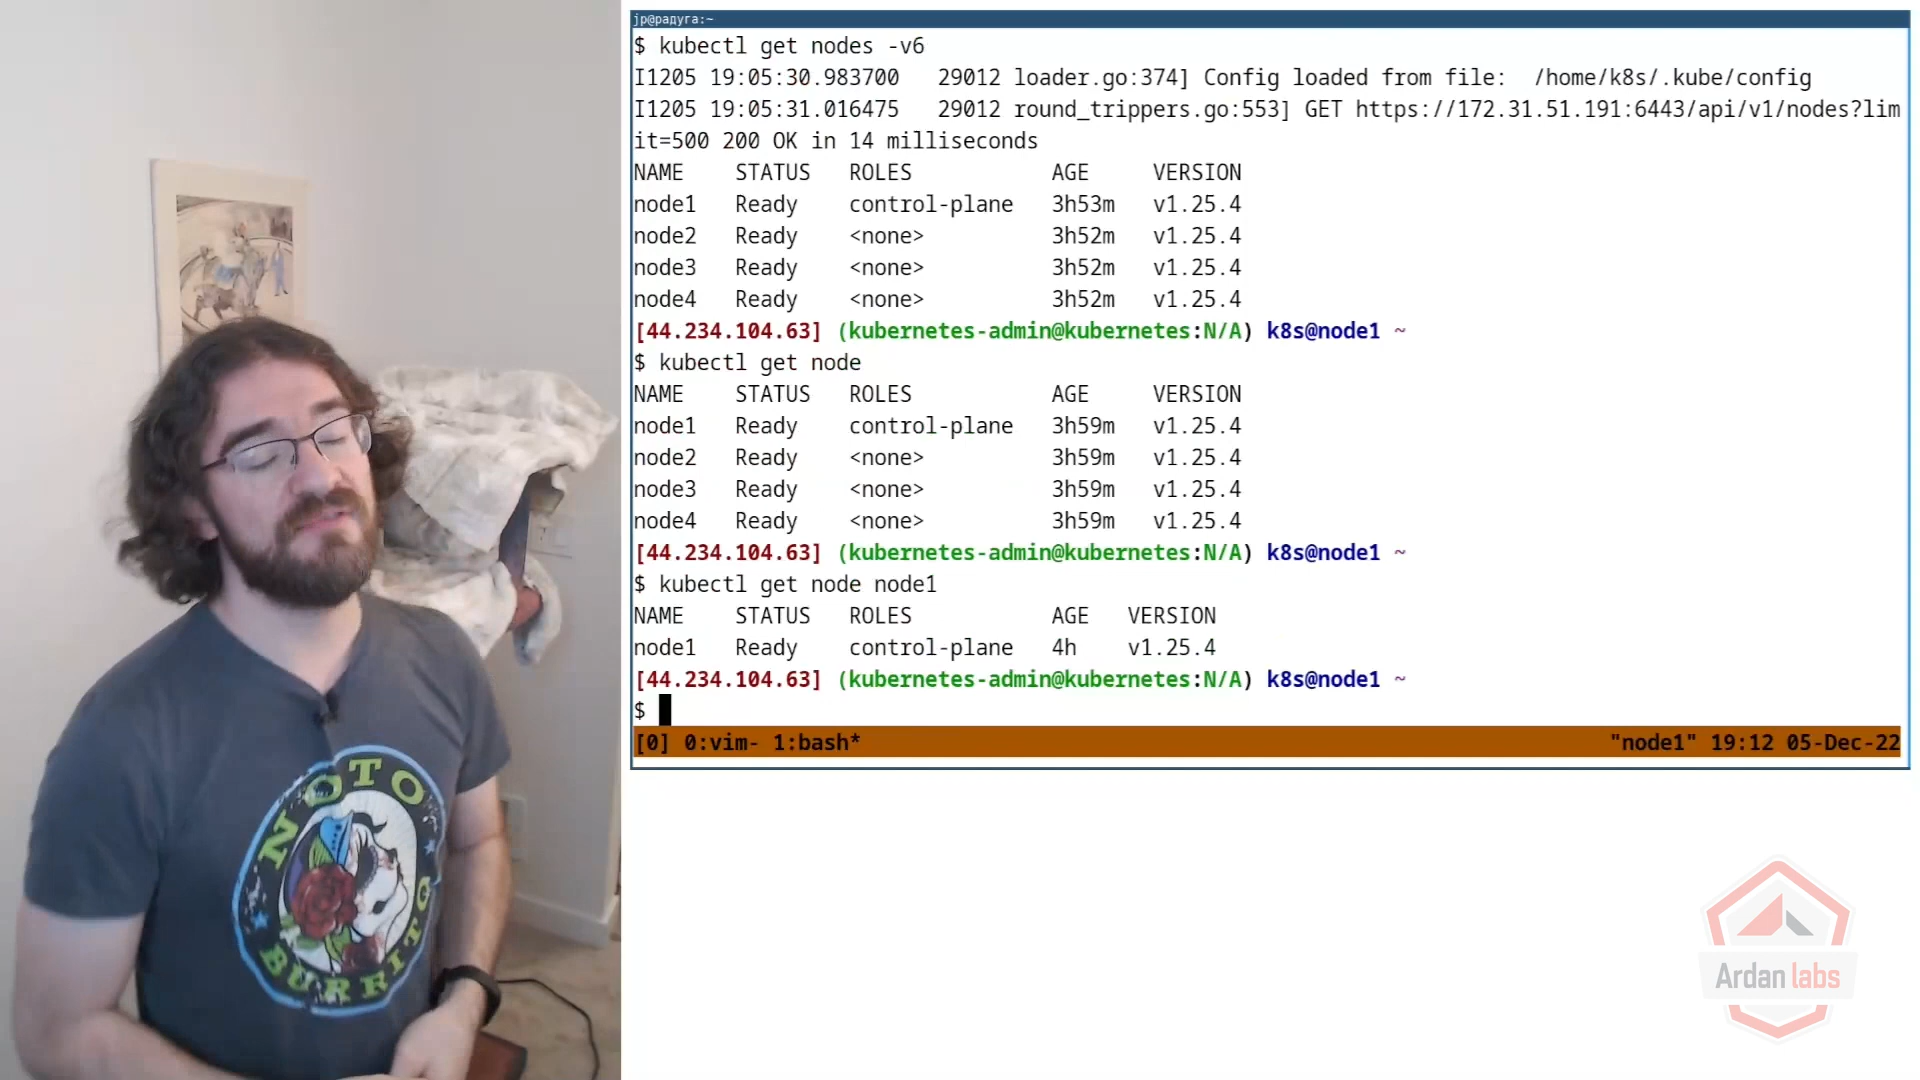 jp@радуга:~
$ kubectl get nodes -v6
I1205 19:05:30.983700   29012 loader.go:374] Config loaded from file:  /home/k8s/.kube/config
I1205 19:05:31.016475   29012 round_trippers.go:553] GET https://172.31.51.191:6443/api/v1/nodes?lim
it=500 200 OK in 14 milliseconds
NAME    STATUS   ROLES           AGE     VERSION
node1   Ready    control-plane   3h53m   v1.25.4
node2   Ready    <none>          3h52m   v1.25.4
node3   Ready    <none>          3h52m   v1.25.4
node4   Ready    <none>          3h52m   v1.25.4
[44.234.104.63] (kubernetes-admin@kubernetes:N/A) k8s@node1 ~
$ kubectl get node
NAME    STATUS   ROLES           AGE     VERSION
node1   Ready    control-plane   3h59m   v1.25.4
node2   Ready    <none>          3h59m   v1.25.4
node3   Ready    <none>          3h59m   v1.25.4
node4   Ready    <none>          3h59m   v1.25.4
[44.234.104.63] (kubernetes-admin@kubernetes:N/A) k8s@node1 ~
$ kubectl get node node1
NAME    STATUS   ROLES           AGE   VERSION
node1   Ready    control-plane   4h    v1.25.4
[44.234.104.63] (kubernetes-admin@kubernetes:N/A) k8s@node1 ~
$
[0] 0:vim- 1:bash* "node1" 19:12 05-Dec-22
NOTO
BURRITO
Ardan labs